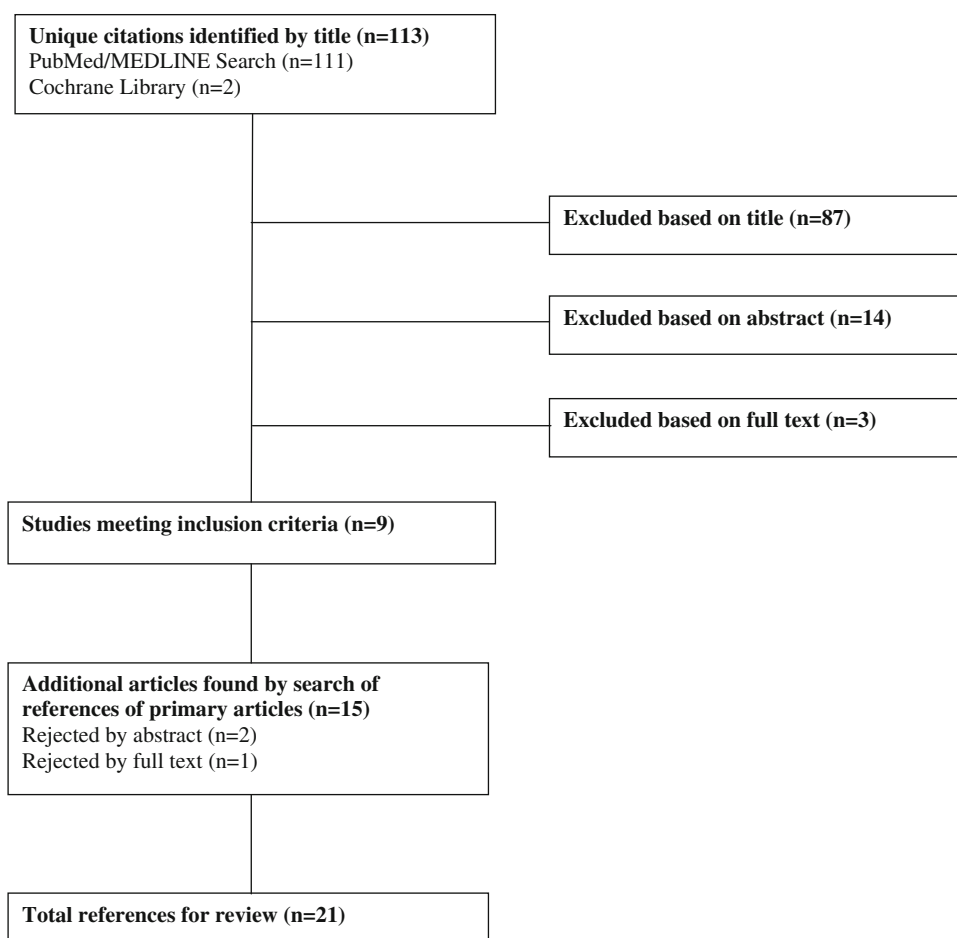 Unique citations identified by title (n=113)
PubMed/MEDLINE Search (n=111)
Cochrane Library (n=2)
Excluded based on title (n=87)
Excluded based on abstract (n=14)
Excluded based on full text (n=3)
Studies meeting inclusion criteria (n=9)
Additional articles found by search of
references of primary articles (n=15)
Rejected by abstract (n=2)
Rejected by full text (n=1)
Total references for review (n=21)